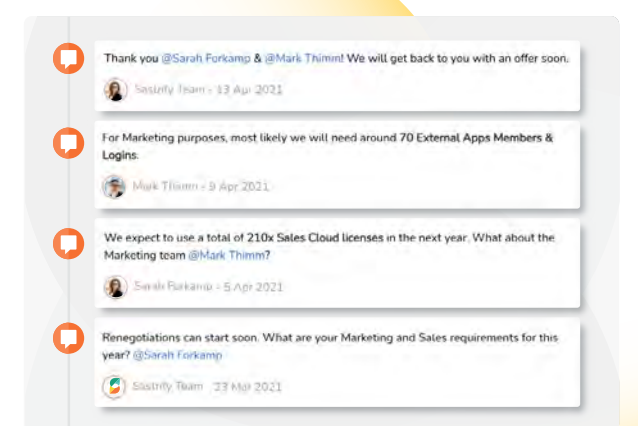 Thank you @Sarah Forkamp & @Mark Thimm! We will get back to you with an offer soon.
Sastrify Team - 13 Apr 2021
For Marketing purposes, most likely we will need around 70 External Apps Members &
Logins.
Mark Thimm - 9 Apr 2021
We expect to use a total of 210x Sales Cloud licenses in the next year. What about the
Marketing team @Mark Thimm?
Sarah Forkamp - 5 Apr 2021
Renegotiations can start soon. What are your Marketing and Sales requirements for this
year? @Sarah Forkamp
Sastrify Team - 23 Mar 2021